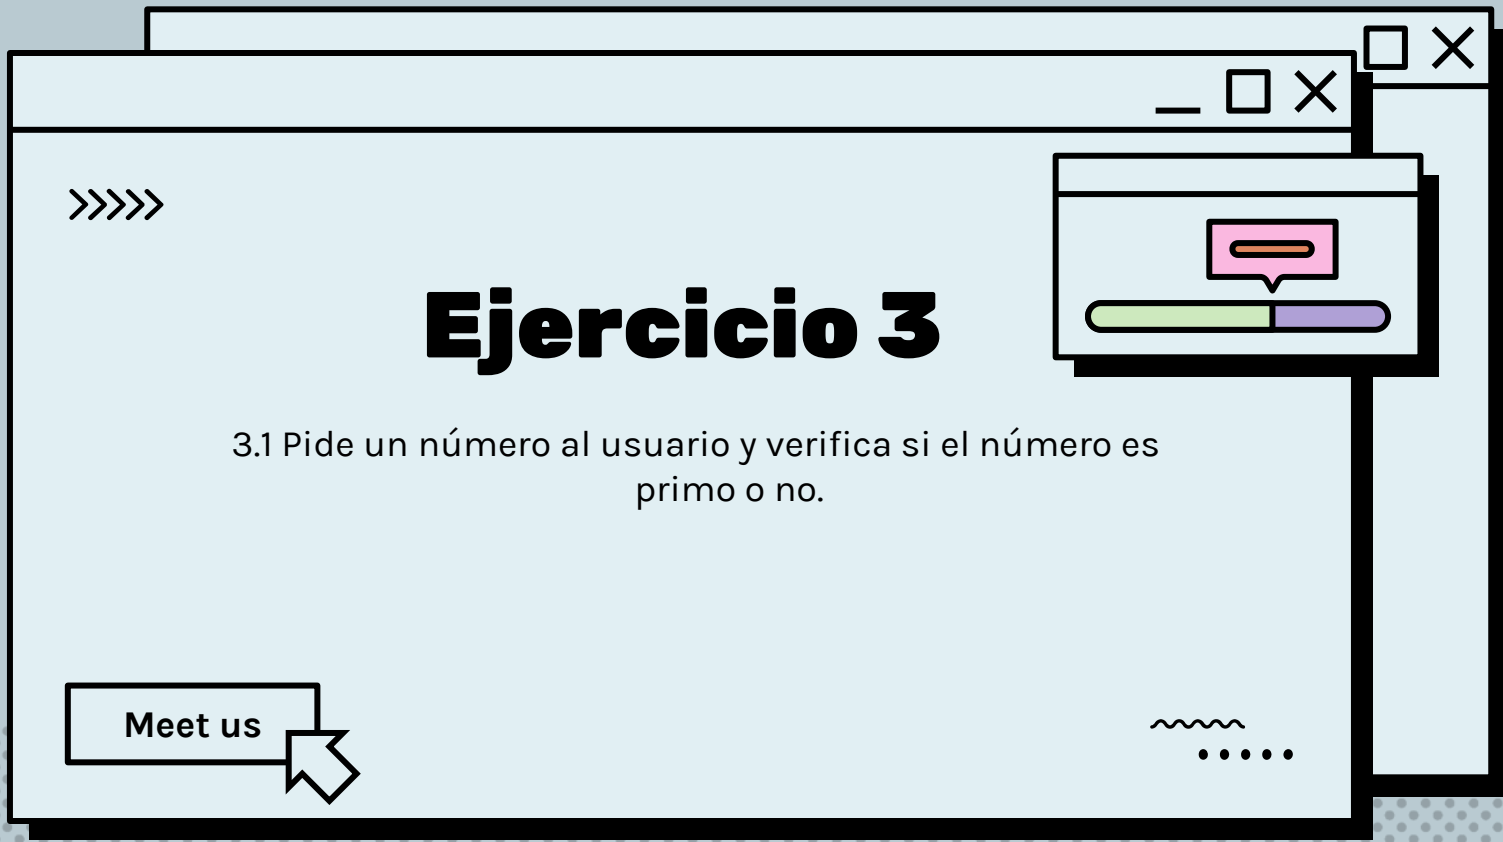 Ejercicio 3
3.1 Pide un número al usuario y verifica si el número es
primo o no.
Meet us